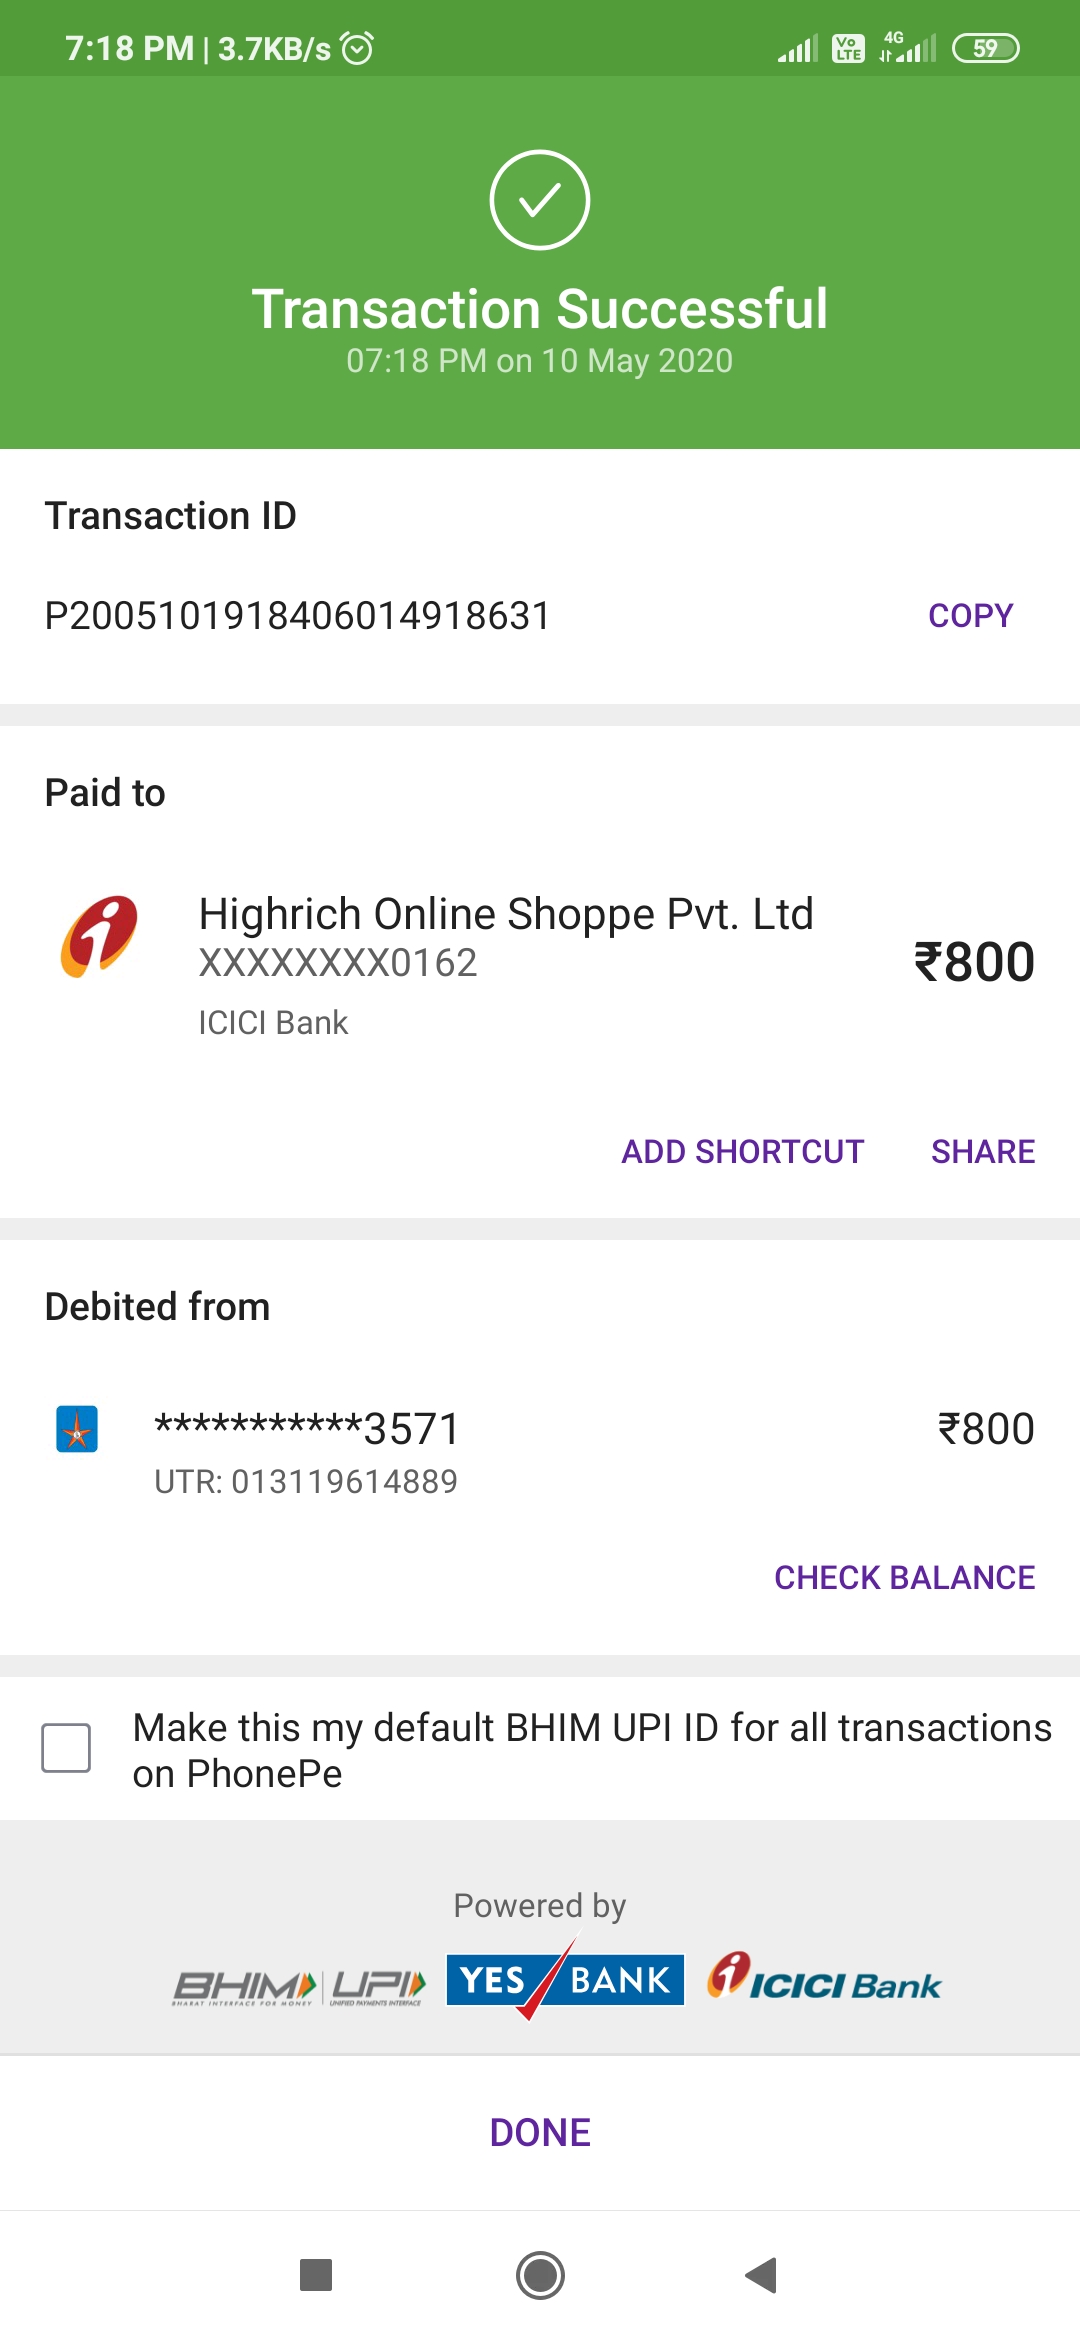 7:18 PM | 3.7KB/s
Vo LTE
4G
59
Transaction Successful
07:18 PM on 10 May 2020
Transaction ID
P2005101918406014918631
COPY
Paid to
Highrich Online Shoppe Pvt. Ltd
XXXXXXXX0162
₹800
ICICI Bank
ADD SHORTCUT SHARE
Debited from
***********3571 ₹800
UTR: 013119614889
CHECK BALANCE
Make this my default BHIM UPI ID for all transactions
on PhonePe
Powered by
BHIM UPI YES BANK ICICI Bank
BHARAT INTERFACE FOR MONEY UNIFIED PAYMENTS INTERFACE
DONE